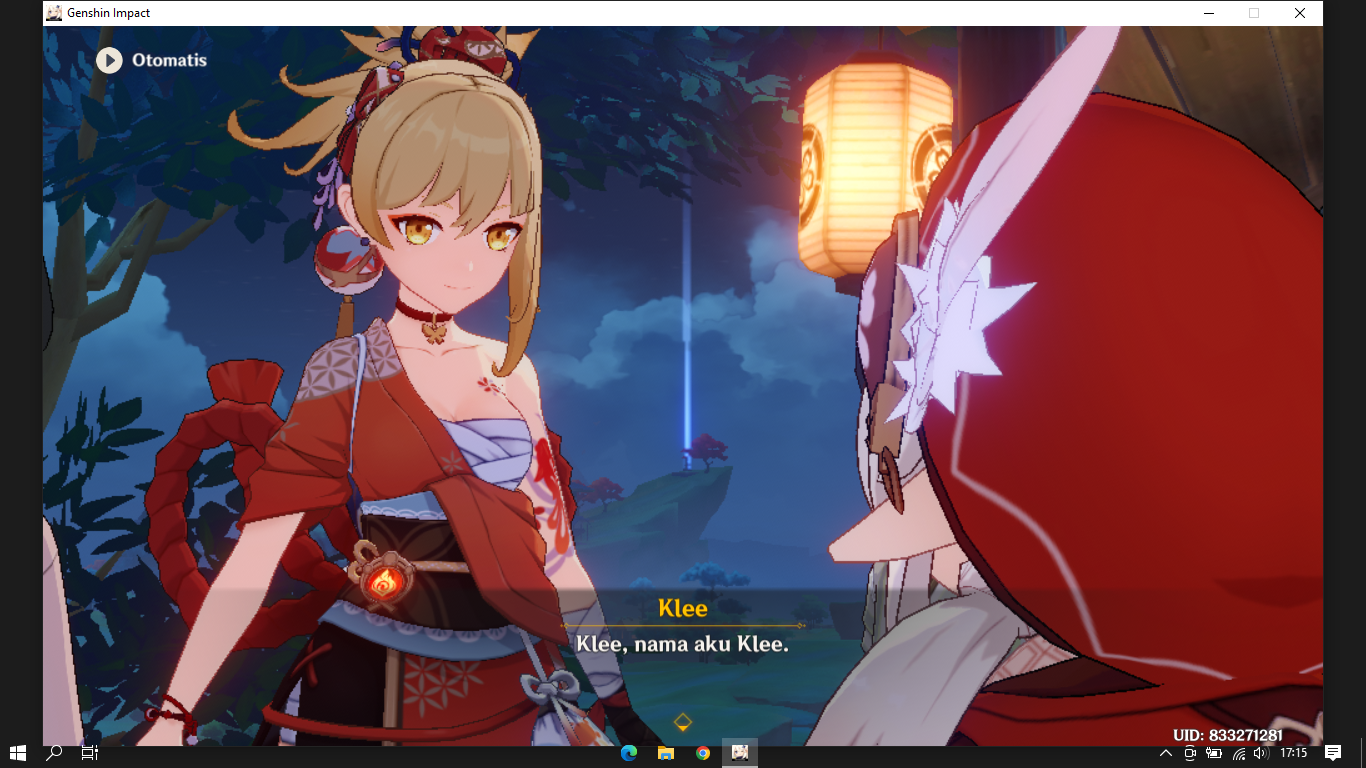 Genshin Impact
Otomatis
Klee
Klee, nama aku Klee.
UID: 833271281
17:15